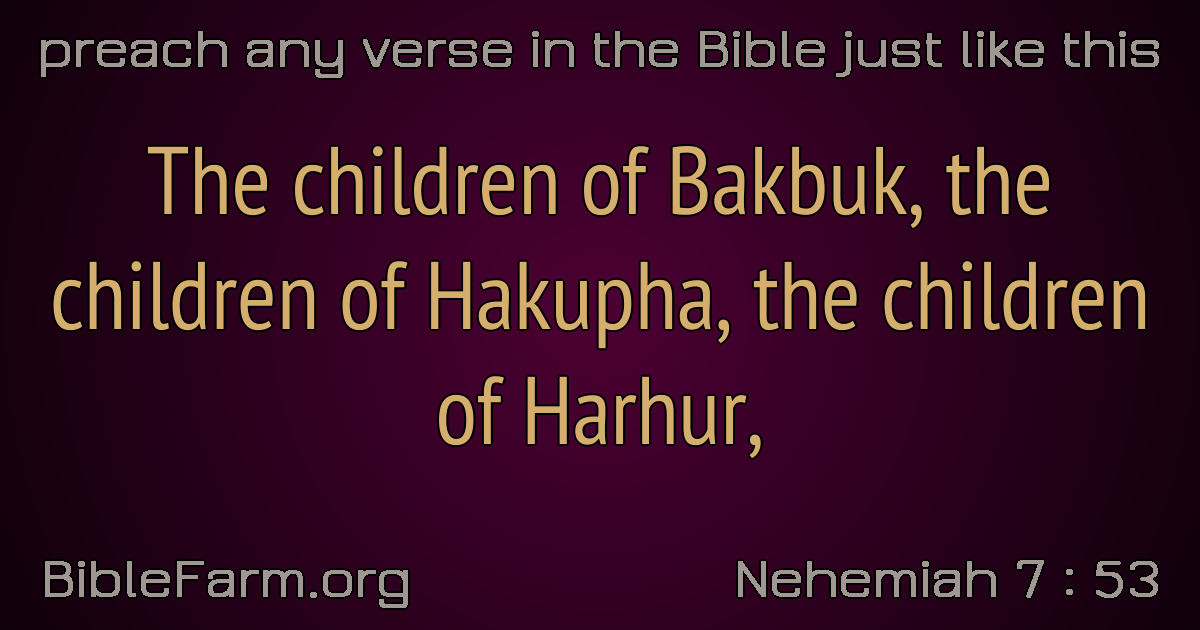 preach any verse in the Bible just like this
The children of Bakbuk, the
children of Hakupha, the children
of Harhur,
BibleFarm.org
Nehemiah 7 : 53